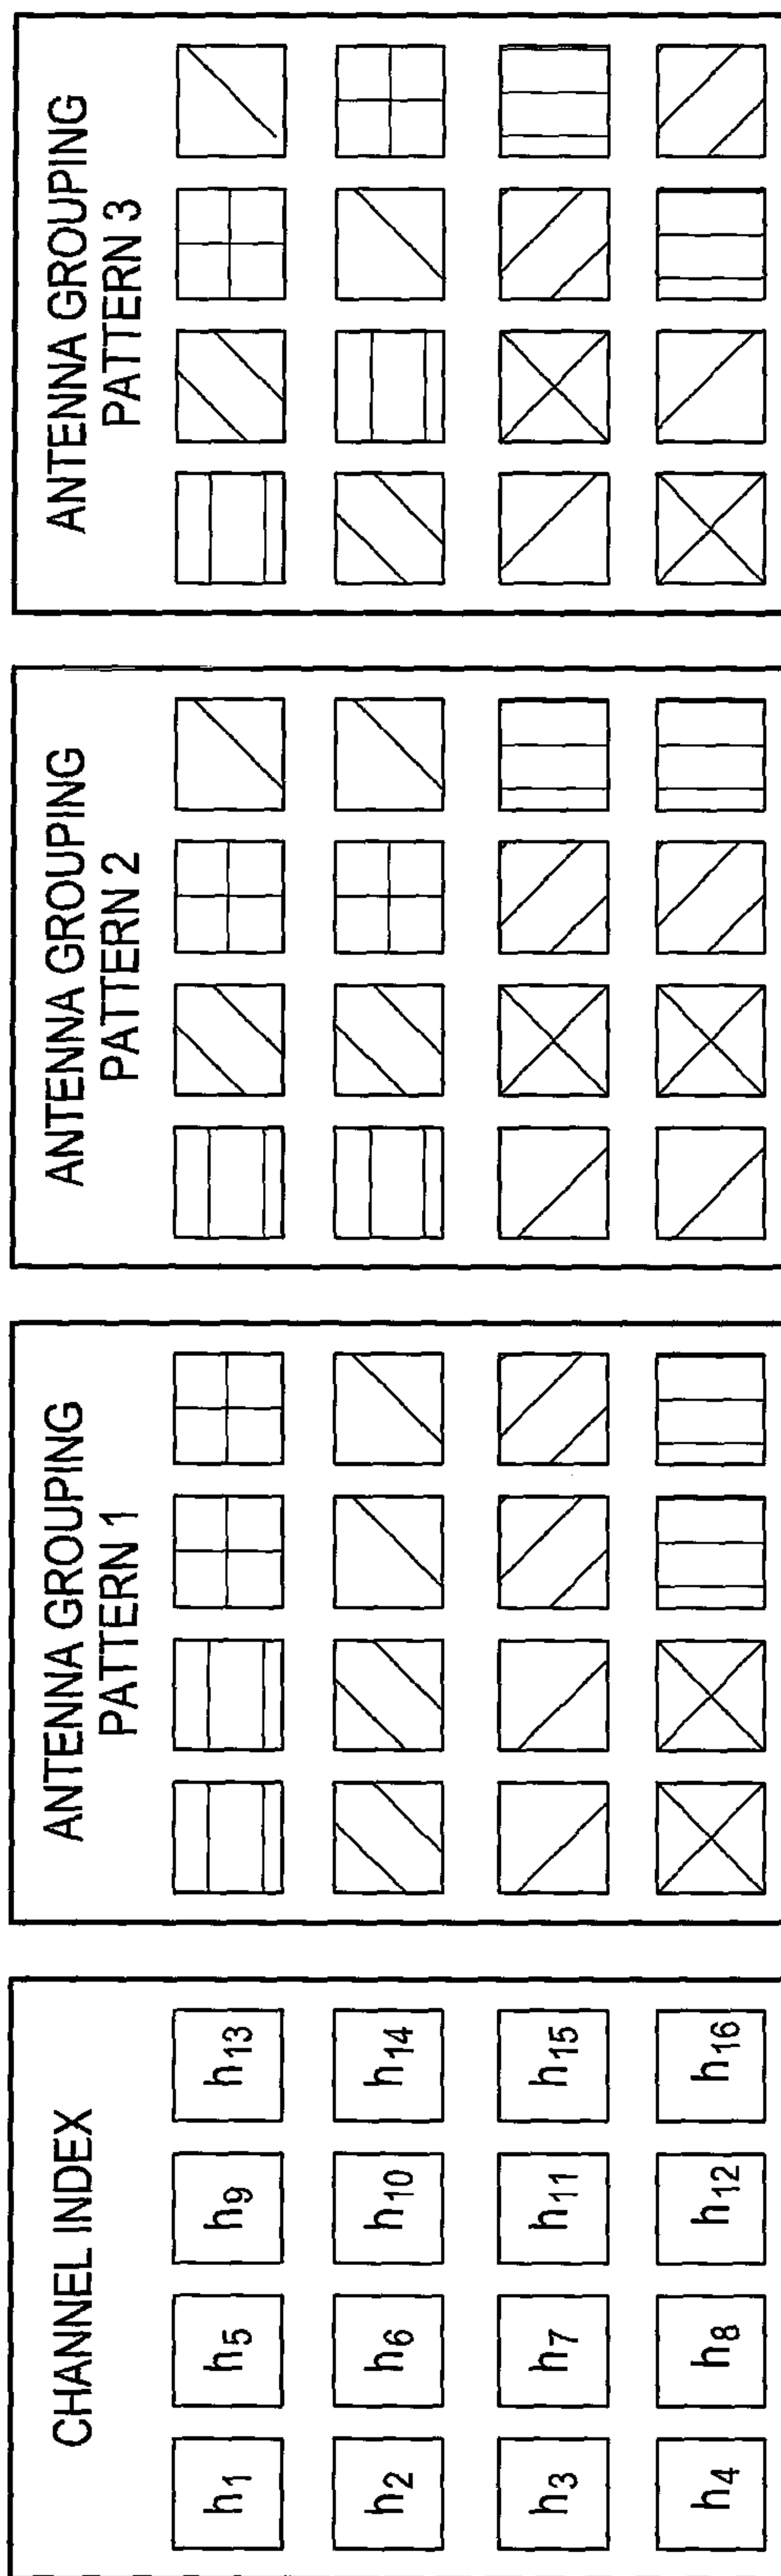 CHANNEL INDEX
h1 h5 h9 h13
h2 h6 h10 h14
h3 h7 h11 h15
h4 h8 h12 h16
ANTENNA GROUPING
PATTERN 1
ANTENNA GROUPING
PATTERN 2
ANTENNA GROUPING
PATTERN 3